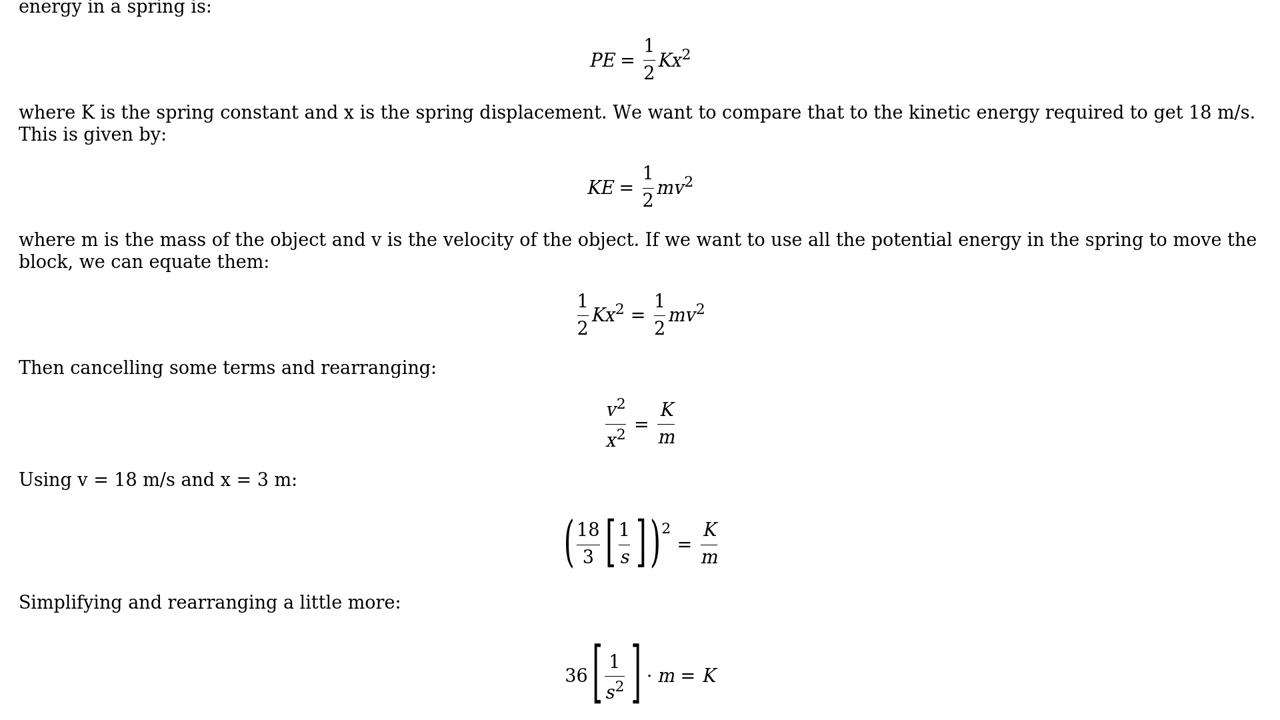 energy in a spring is:
PE = 1/2 Kx²
where K is the spring constant and x is the spring displacement. We want to compare that to the kinetic energy required to get 18 m/s.
This is given by:
KE = 1/2 mv²
where m is the mass of the object and v is the velocity of the object. If we want to use all the potential energy in the spring to move the
block, we can equate them:
1/2 Kx² = 1/2 mv²
Then cancelling some terms and rearranging:
v²/x² = K/m
Using v = 18 m/s and x = 3 m:
(18/3 [1/s])² = K/m
Simplifying and rearranging a little more:
36 [1/s²] · m = K